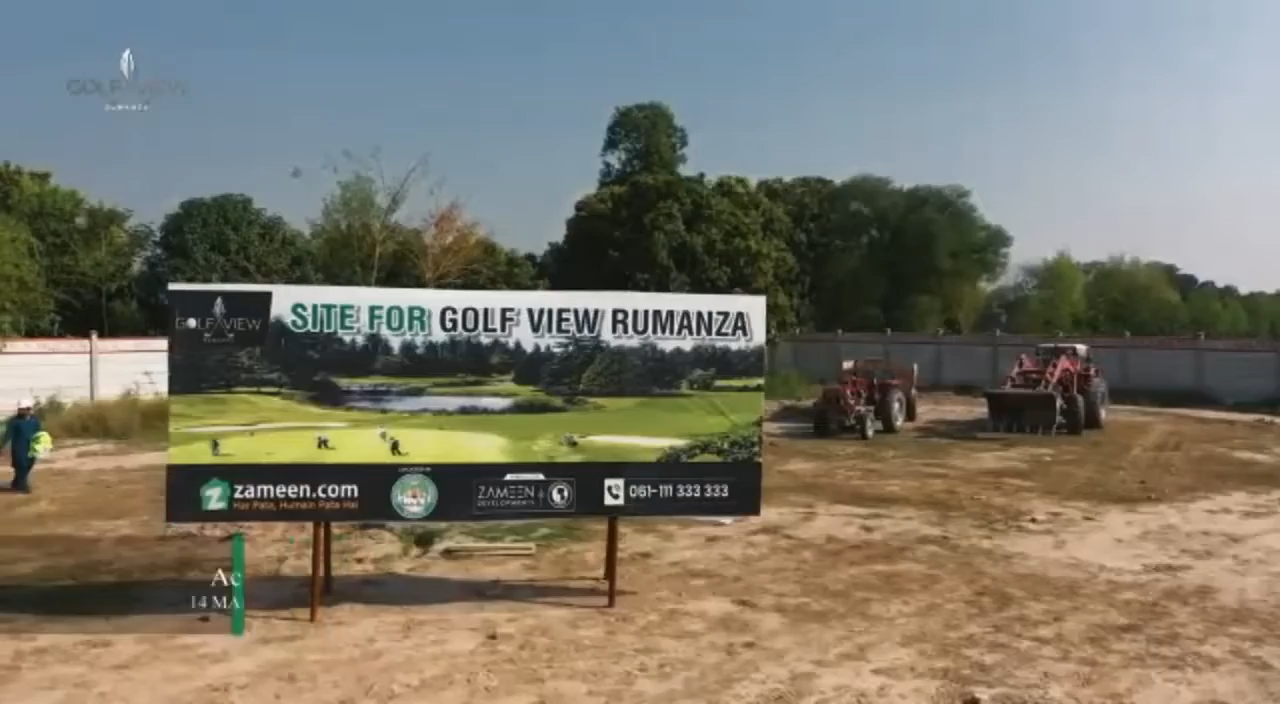 GOLF VIEW
RUMANZA
GOLF VIEW
SITE FOR GOLF VIEW RUMANZA
zameen.com
Har Pata, Humain Pata Hai
ZAMEEN
DEVELOPMENTS
061-111 333 333
Ac
14 MA